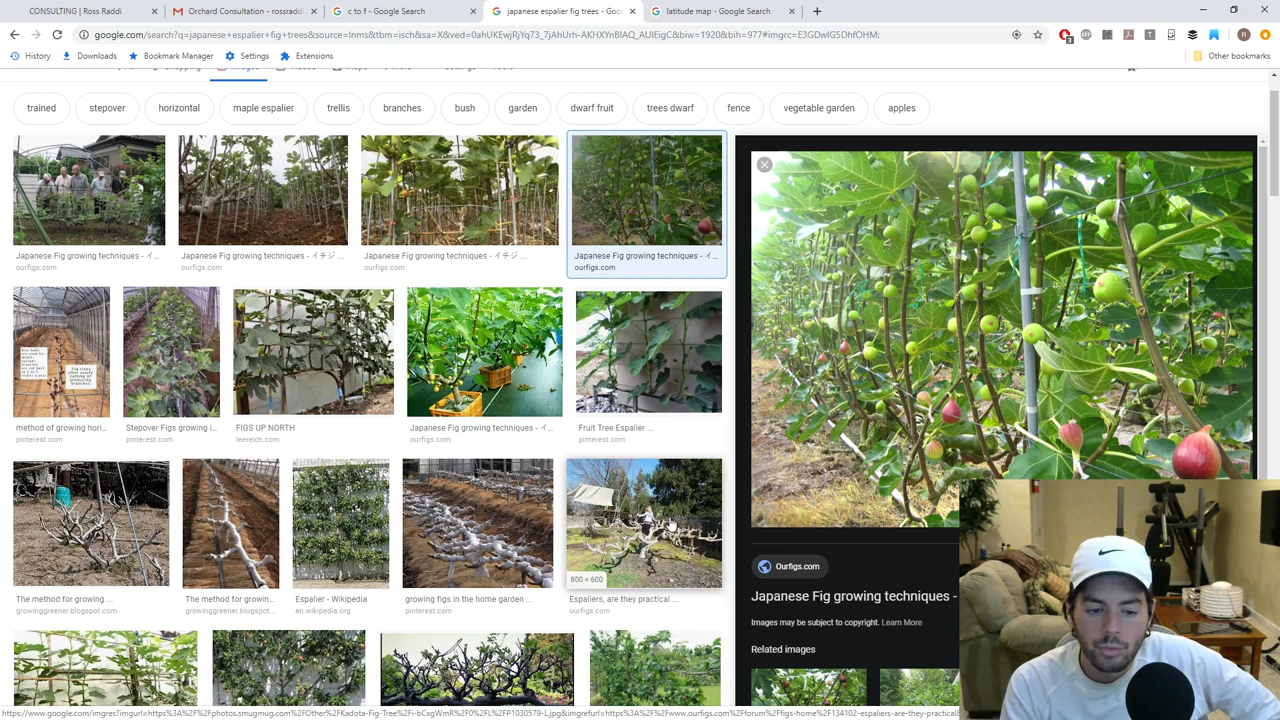 CONSULTING | Ross Raddi
Orchard Consultation - rossraddi
c to f - Google Search
japanese espalier fig trees - Goo
latitude map - Google Search
google.com/search?q=japanese+espalier+fig+trees&source=lnms&tbm=isch&sa=X&ved=0ahUKEwjRjYq73_7jAhUrh-AKHXYnBIAQ_AUIEigC&biw=1920&bih=977#imgrc=E3GDwIG5DhfOHM:
3
R
History
Downloads
Bookmark Manager
Settings
Extensions
Other bookmarks
trained
stepover
horizontal
maple espalier
trellis
branches
bush
garden
dwarf fruit
trees dwarf
fence
vegetable garden
apples
Japanese Fig growing techniques - イ...
ourfigs.com
Japanese Fig growing techniques - イチジ ...
ourfigs.com
Japanese Fig growing techniques - イチジ ...
ourfigs.com
Japanese Fig growing techniques - イ...
ourfigs.com
method of growing hori...
pinterest.com
Stepover Figs growing i...
pinterest.com
FIGS UP NORTH
leereich.com
Japanese Fig growing techniques - イ...
ourfigs.com
Fruit Tree Espalier ...
pinterest.com
800 × 600
The method for growing ...
growinggreener.blogspot.com
The method for growin...
growinggreener.blogspot...
Espalier - Wikipedia
en.wikipedia.org
growing figs in the home garden ...
pinterest.com
Espaliers, are they practical ...
ourfigs.com
Ourfigs.com
Japanese Fig growing techniques -
Images may be subject to copyright. Learn More
Related images